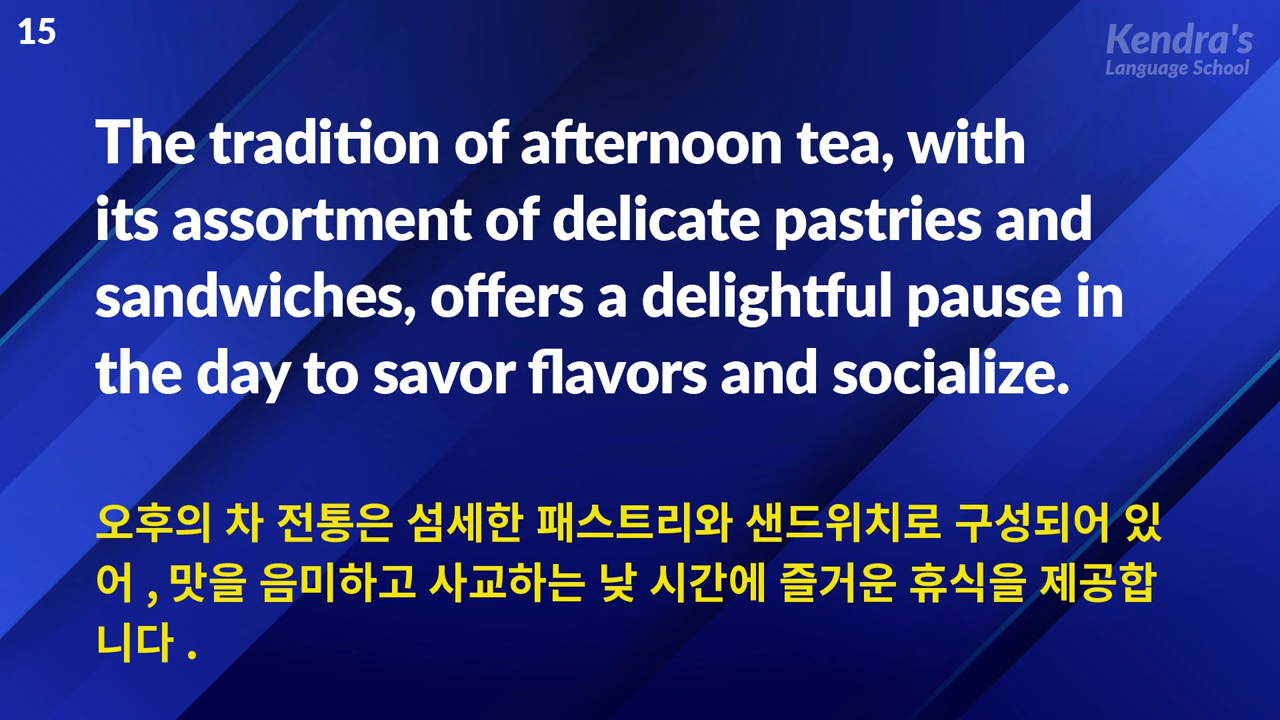 15
Kendra's
Language School
The tradition of afternoon tea, with
its assortment of delicate pastries and
sandwiches, offers a delightful pause in
the day to savor flavors and socialize.
오후의 차 전통은 섬세한 패스트리와 샌드위치로 구성되어 있
어 , 맛을 음미하고 사교하는 낮 시간에 즐거운 휴식을 제공합
니다 .